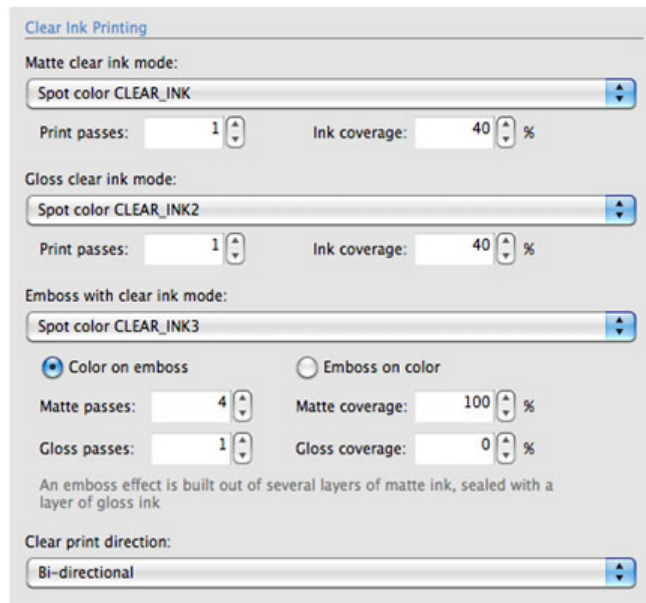 Clear Ink Printing
Matte clear ink mode:
Spot color CLEAR_INK
Print passes: 1 Ink coverage: 40 %
Gloss clear ink mode:
Spot color CLEAR_INK2
Print passes: 1 Ink coverage: 40 %
Emboss with clear ink mode:
Spot color CLEAR_INK3
Color on emboss Emboss on color
Matte passes: 4 Matte coverage: 100 %
Gloss passes: 1 Gloss coverage: 0 %
An emboss effect is built out of several layers of matte ink, sealed with a
layer of gloss ink
Clear print direction:
Bi-directional